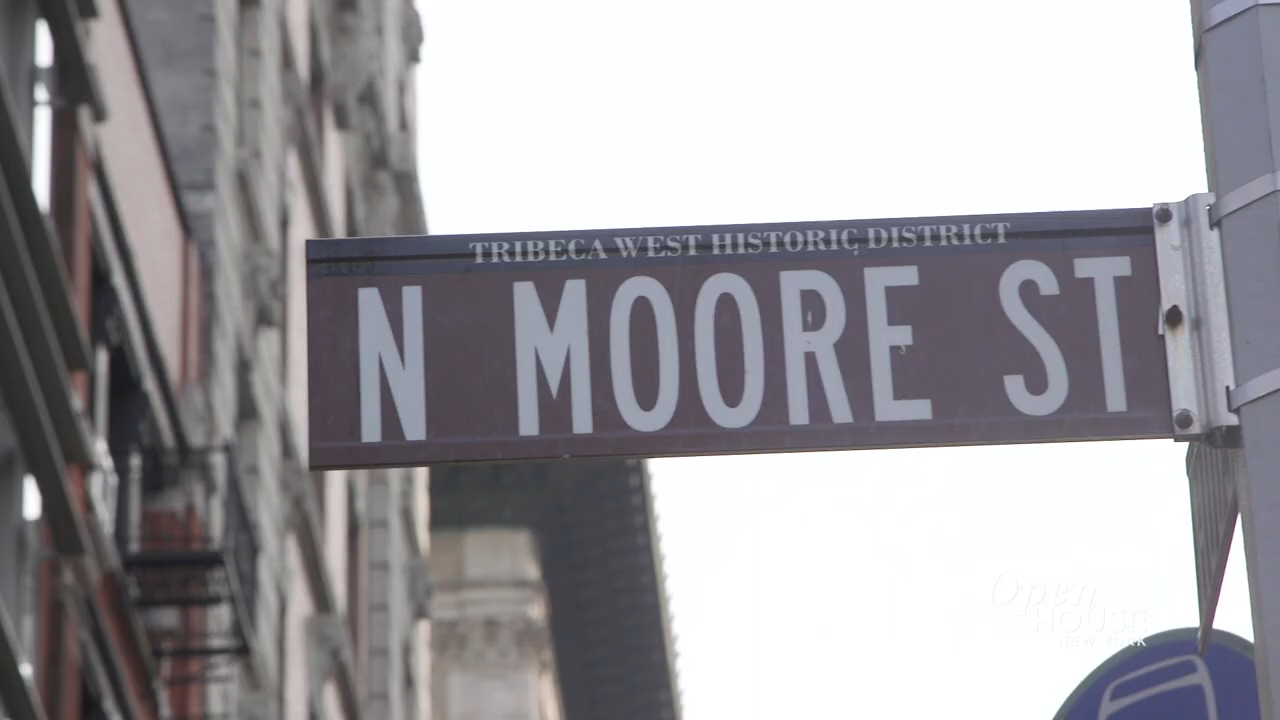 TRIBECA WEST HISTORIC DISTRICT
N MOORE ST
Open
HOUSE
NEW YORK